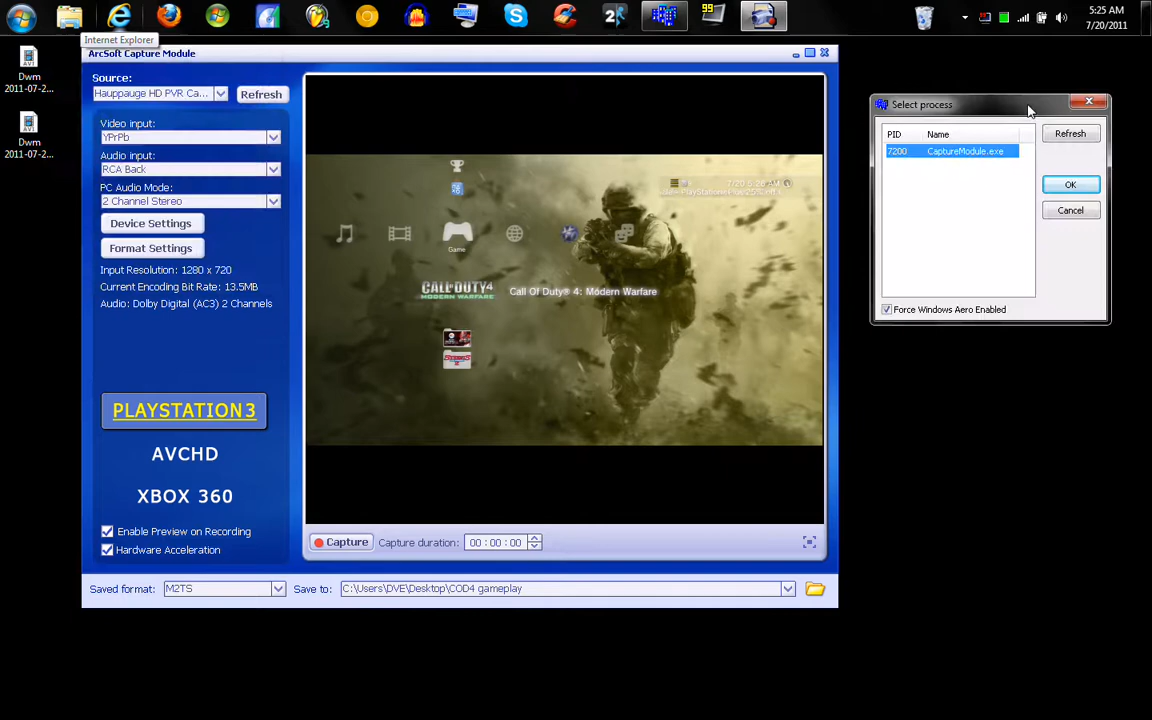 99
5:25 AM
7/20/2011
Internet Explorer
ArcSoft Capture Module
Source:
Hauppauge HD PVR Ca...
Refresh
Video input:
YPrPb
Audio input:
RCA Back
PC Audio Mode:
2 Channel Stereo
Device Settings
Format Settings
Input Resolution: 1280 x 720
Current Encoding Bit Rate: 13.5MB
Audio: Dolby Digital (AC3) 2 Channels
PLAYSTATION3
AVCHD
XBOX 360
Enable Preview on Recording
Hardware Acceleration
Dwm
2011-07-2...
Dwm
2011-07-2...
Game
CALL OF DUTY 4
MODERN WARFARE
Call Of Duty® 4: Modern Warfare
Capture
Capture duration:
00 : 00 : 00
Saved format:
M2TS
Save to:
C:\Users\DVE\Desktop\COD4 gameplay
Select process
PID Name
7200 CaptureModule.exe
Refresh
OK
Cancel
Force Windows Aero Enabled